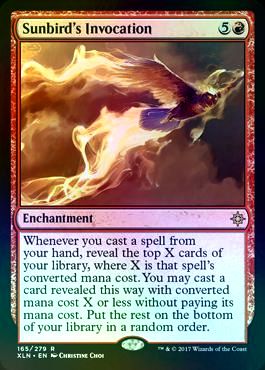 Sunbird's Invocation 5
Enchantment
Whenever you cast a spell from
your hand, reveal the top X cards of
your library, where X is that spell's
converted mana cost. You may cast a
card revealed this way with converted
mana cost X or less without paying its
mana cost. Put the rest on the bottom
of your library in a random order.
165/279 R
XLN • EN Christine Choi ™ & © 2017 Wizards of the Coast